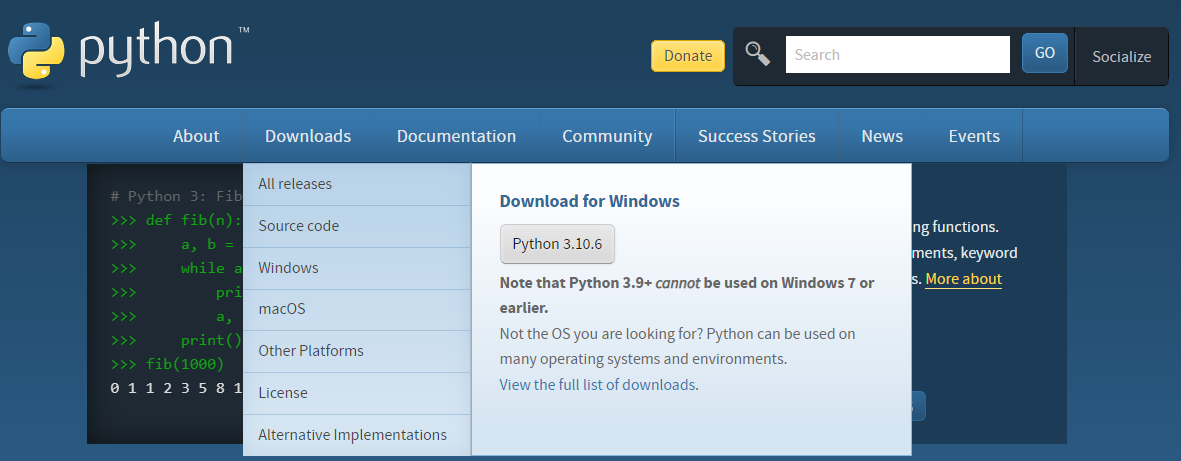 python™
Donate
Search
GO
Socialize
About
Downloads
Documentation
Community
Success Stories
News
Events
# Python 3: Fib
>>> def fib(n):
>>>     a, b =
>>>     while a
>>>         pri
>>>         a,
>>>     print()
>>> fib(1000)
0 1 1 2 3 5 8 1
All releases
Source code
Windows
macOS
Other Platforms
License
Alternative Implementations
Download for Windows
Python 3.10.6
Note that Python 3.9+ cannot be used on Windows 7 or
earlier.
Not the OS you are looking for? Python can be used on
many operating systems and environments.
View the full list of downloads.
ng functions.
ments, keyword
s. More about